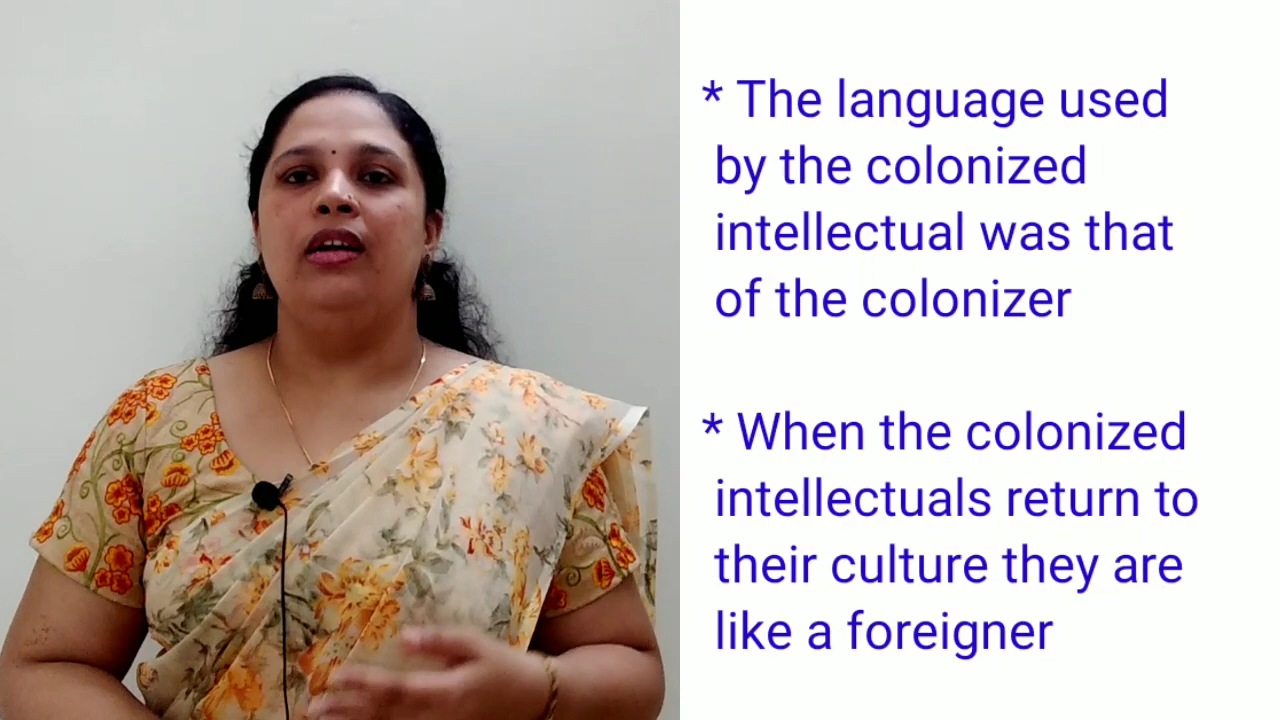 * The language used
by the colonized
intellectual was that
of the colonizer
* When the colonized
intellectuals return to
their culture they are
like a foreigner